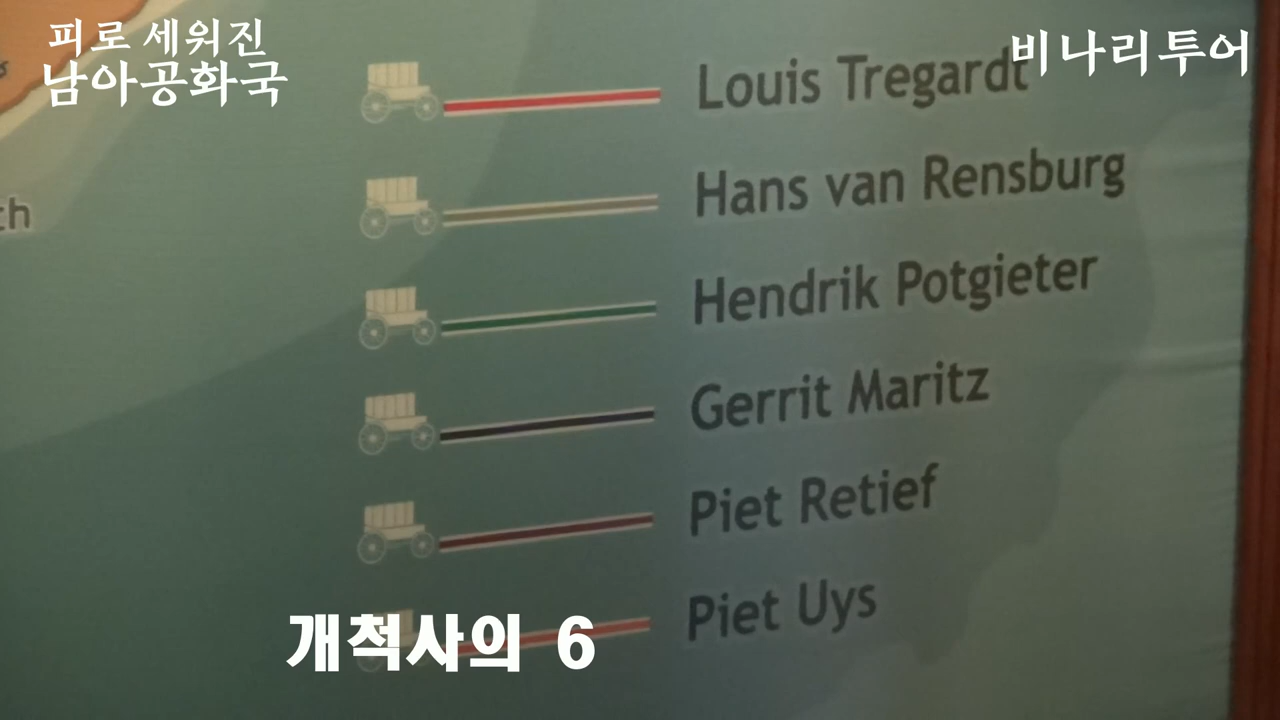 피로 세워진
남아공화국
비나리투어
Louis Tregardt
Hans van Rensburg
Hendrik Potgieter
Gerrit Maritz
Piet Retief
Piet Uys
ch
개척사의 6